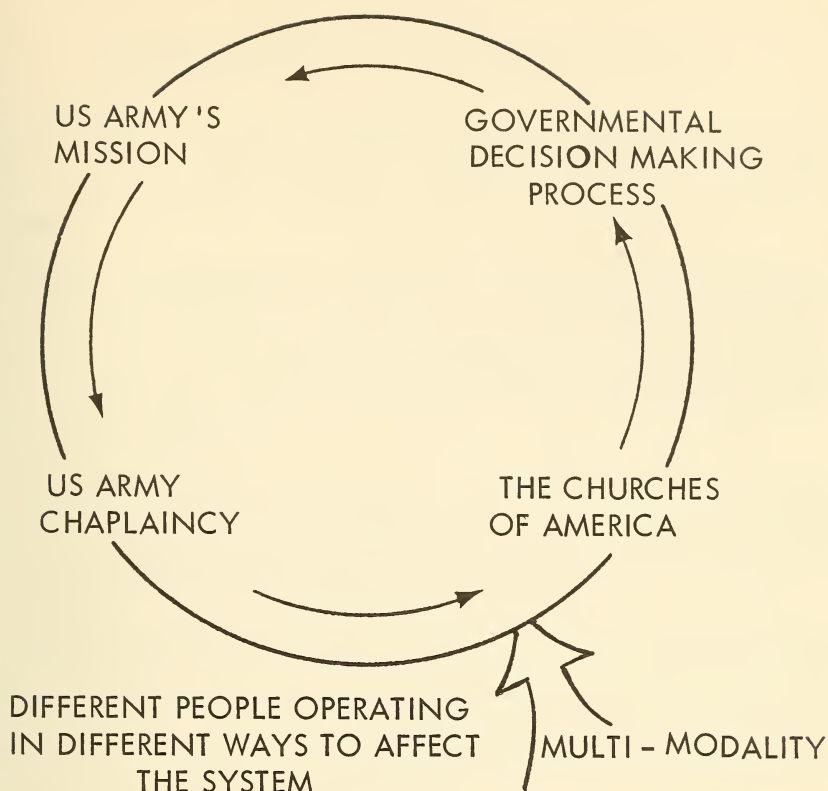 US ARMY'S
MISSION
GOVERNMENTAL
DECISION MAKING
PROCESS
US ARMY
CHAPLAINCY
THE CHURCHES
OF AMERICA
DIFFERENT PEOPLE OPERATING
IN DIFFERENT WAYS TO AFFECT
THE SYSTEM
MULTI - MODALITY